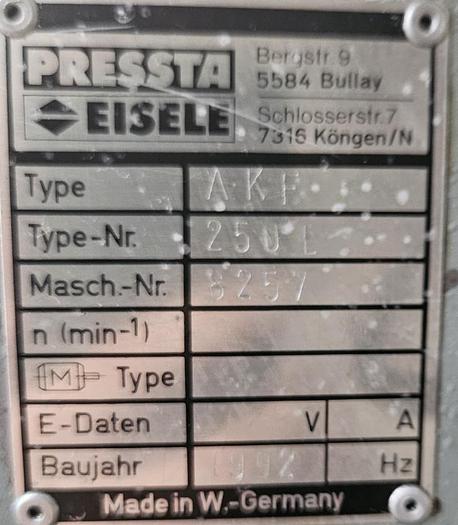 PRESSTA
Bergstr. 9
5584 Bullay
EISELE
Schlosserstr. 7
7316 Köngen/N
Type AKF
Type-Nr. 250 L
Masch.-Nr. 8257
n (min-1)
M Type
E-Daten V A
Baujahr 1992 Hz
Made in W.-Germany